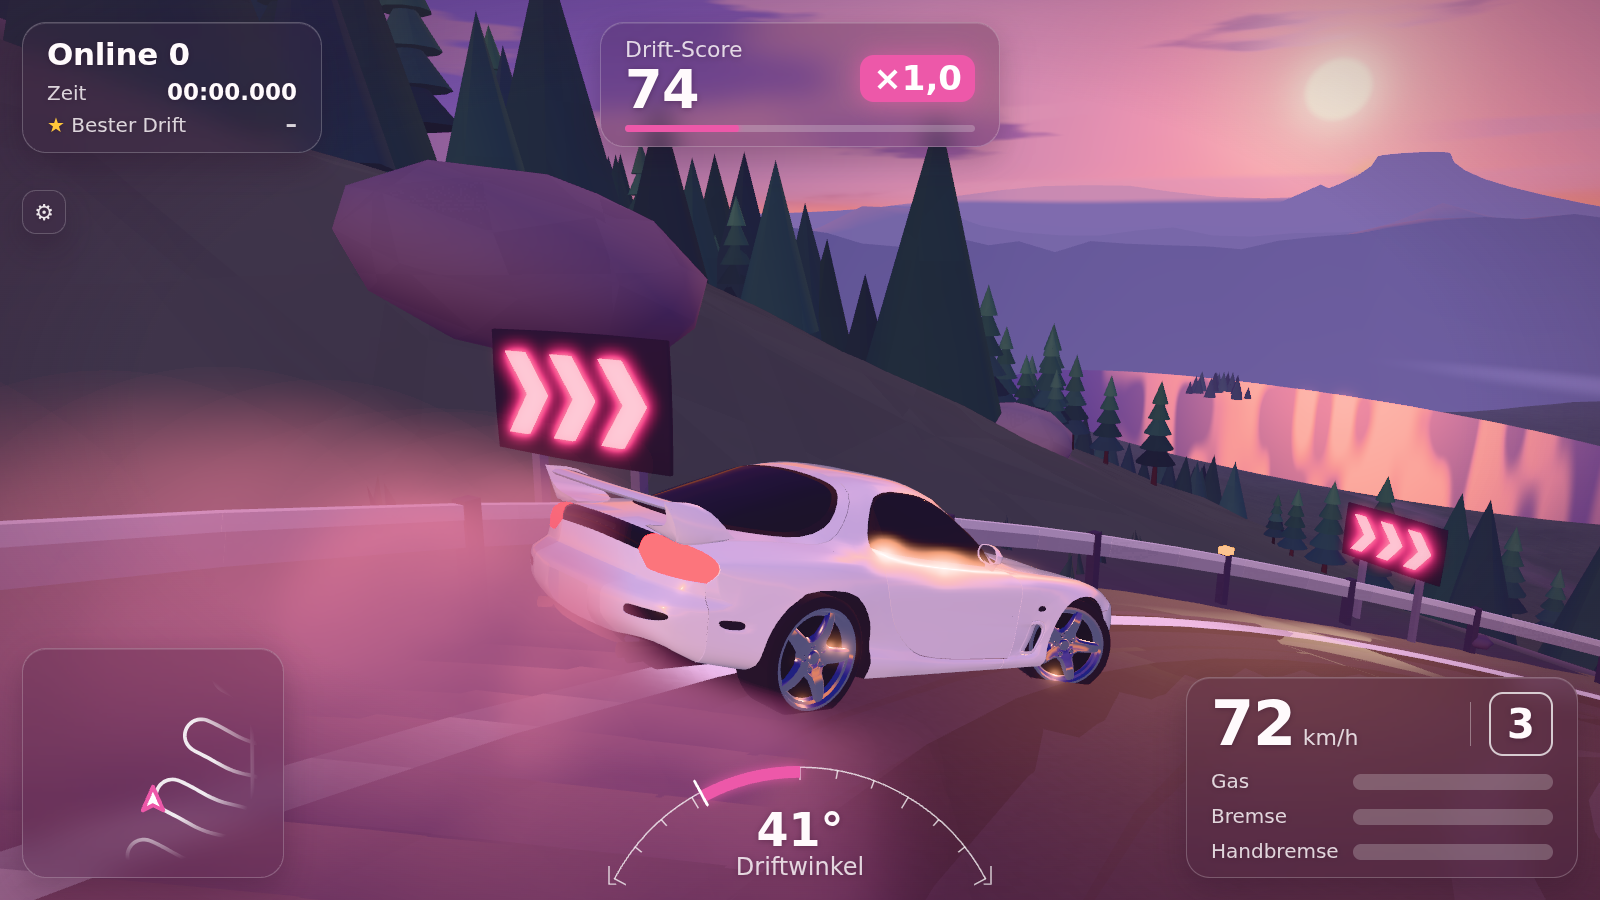 Online 0
Zeit 00:00.000
★ Bester Drift –
Drift-Score
74
×1,0
72 km/h
3
Gas
Bremse
Handbremse
41°
Driftwinkel